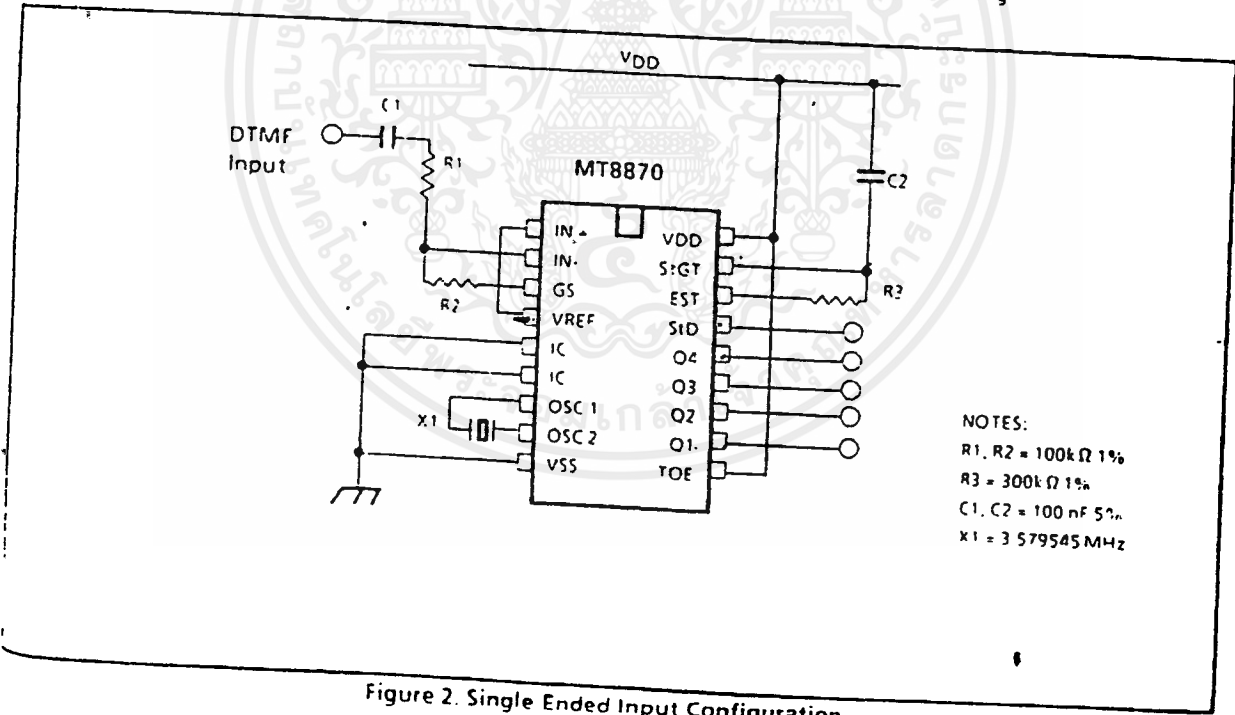 VDD
C1
DTMF
Input
R1
MT8870
C2
IN+
IN-
GS
R2
VREF
IC
IC
X1
OSC 1
OSC 2
VSS
VDD
St/GT
EST
R3
StD
Q4
Q3
Q2
Q1
TOE
NOTES:
R1, R2 = 100kΩ 1%
R3 = 300kΩ 1%
C1, C2 = 100 nF 5%
X1 = 3.579545 MHz
Figure 2. Single Ended Input Configuration